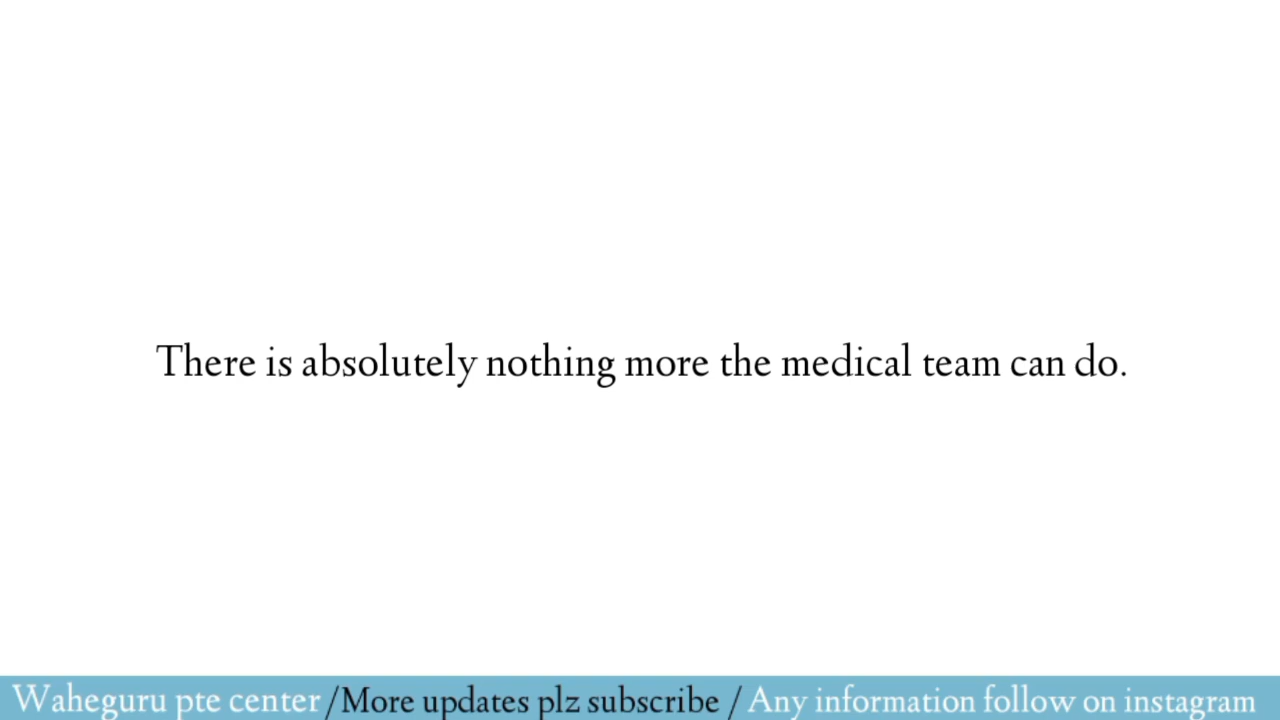 There is absolutely nothing more the medical team can do.
Waheguru pte center /More updates plz subscribe / Any information follow on instagram